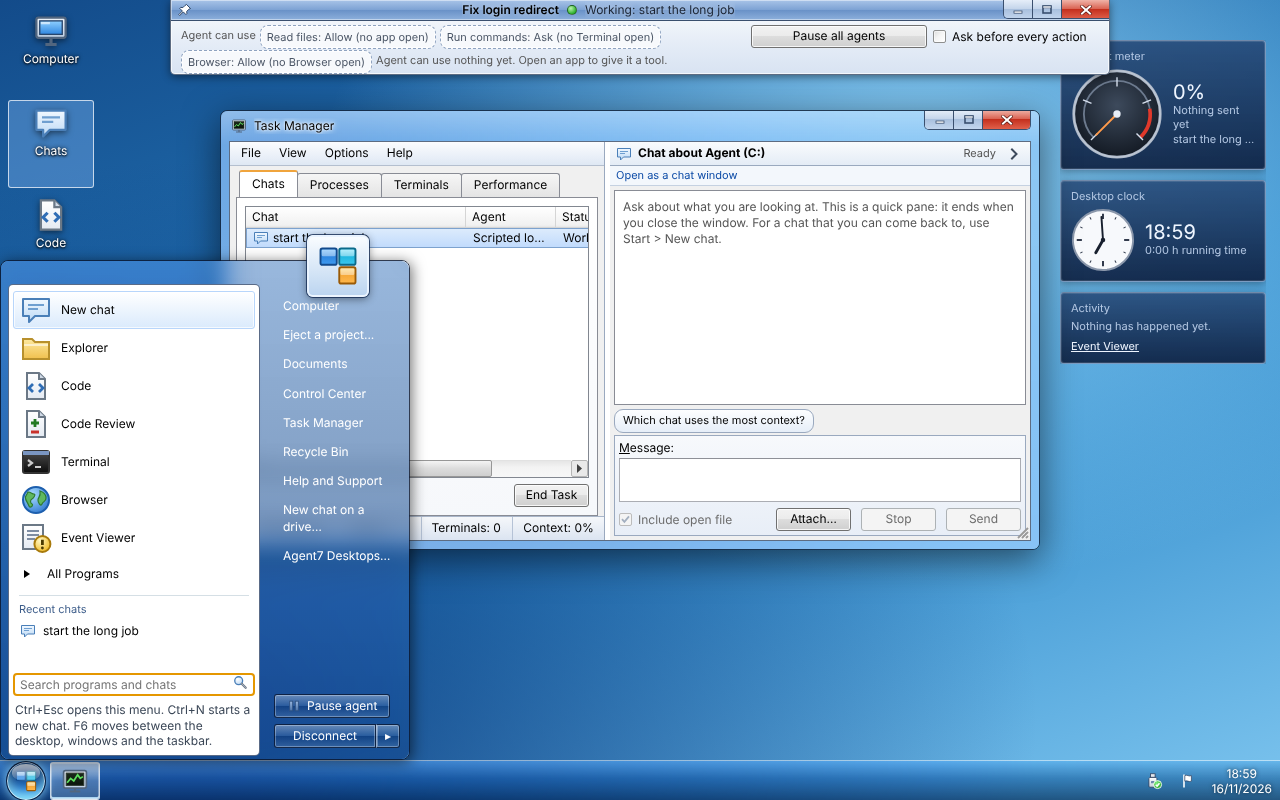 Fix login redirect Working: start the long job
Agent can use Read files: Allow (no app open) Run commands: Ask (no Terminal open)
Browser: Allow (no Browser open) Agent can use nothing yet. Open an app to give it a tool.
Pause all agents Ask before every action
Computer
Chats
Code
meter
0%
Nothing sent
yet
start the long ...
Desktop clock
18:59
0:00 h running time
Activity
Nothing has happened yet.
Event Viewer
Task Manager
File View Options Help
Chats Processes Terminals Performance
Chat Agent
Scripted lo...
End Task
Terminals: 0 Context: 0%
Chat about Agent (C:) Ready
Open as a chat window
Ask about what you are looking at. This is a quick pane: it ends when
you close the window. For a chat that you can come back to, use
Start > New chat.
Which chat uses the most context?
Message:
Include open file Attach... Stop Send
New chat
Explorer
Code
Code Review
Terminal
Browser
Event Viewer
All Programs
Recent chats
start the long job
Search programs and chats
Ctrl+Esc opens this menu. Ctrl+N starts a
new chat. F6 moves between the
desktop, windows and the taskbar.
Computer
Eject a project...
Documents
Control Center
Task Manager
Recycle Bin
Help and Support
New chat on a
drive...
Agent7 Desktops...
Pause agent
Disconnect
18:59
16/11/2026